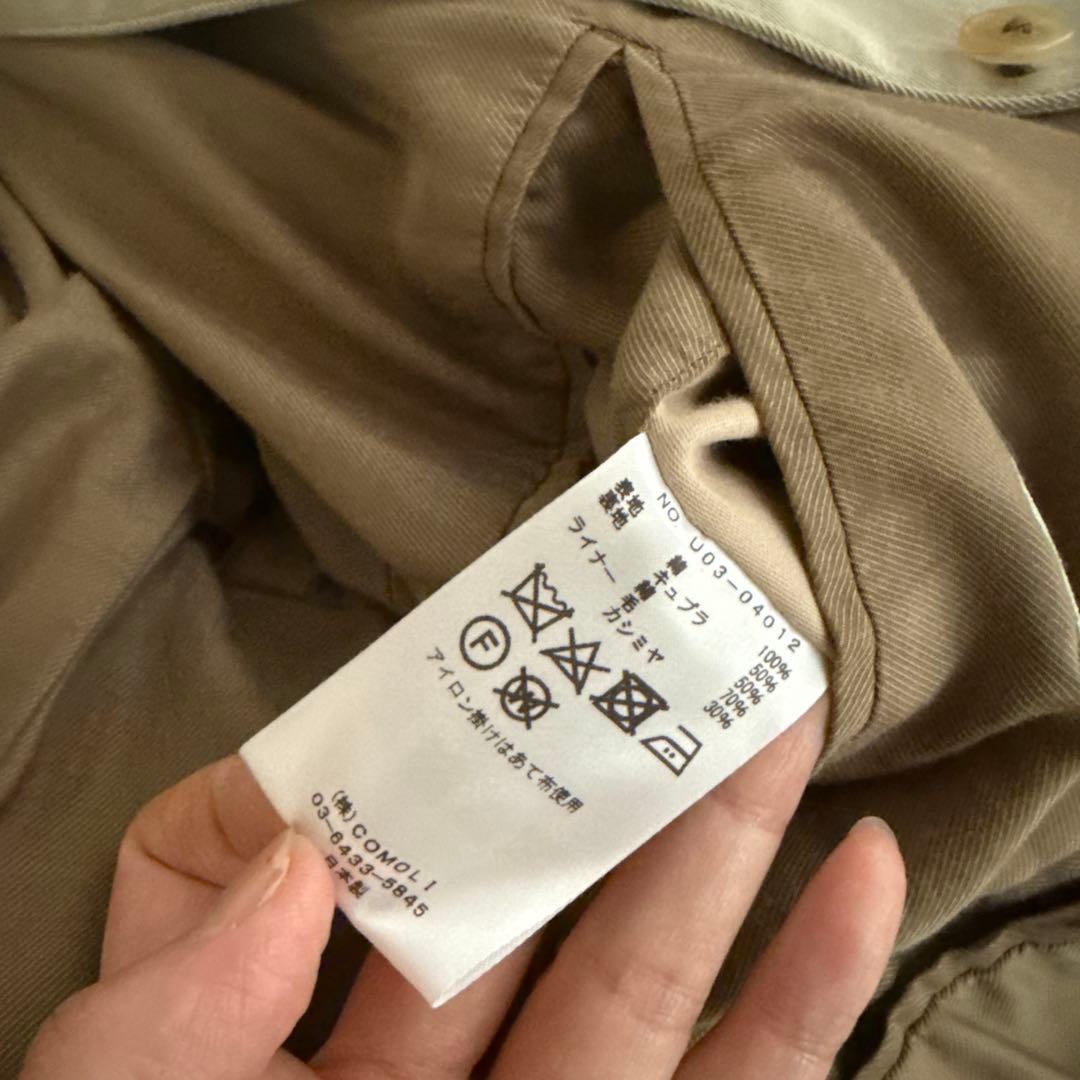 NO. U03-04012
表地 綿 100%
裏地 キュプラ 50%
綿 50%
ライナー 毛 70%
カシミヤ 30%
F
W
アイロン掛けはあて布使用
(株)COMOLI
03-6433-5845
日本製